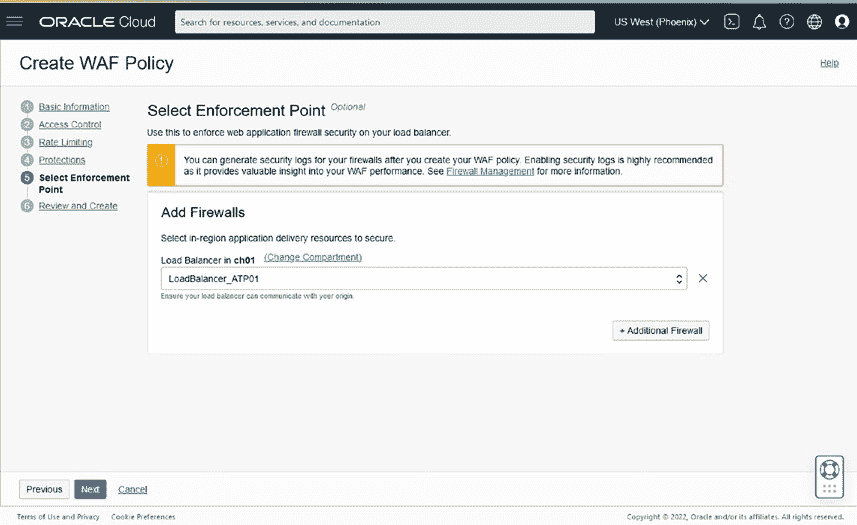 ORACLE Cloud
Search for resources, services, and documentation
US West (Phoenix)
Create WAF Policy
Help
1 Basic Information
2 Access Control
3 Rate Limiting
4 Protections
5 Select Enforcement
Point
6 Review and Create
Select Enforcement Point Optional
Use this to enforce web application firewall security on your load balancer.
You can generate security logs for your firewalls after you create your WAF policy. Enabling security logs is highly recommended
as it provides valuable insight into your WAF performance. See Firewall Management for more information.
Add Firewalls
Select in-region application delivery resources to secure.
Load Balancer in ch01 (Change Compartment)
LoadBalancer_ATP01
Ensure your load balancer can communicate with your origin.
+ Additional Firewall
Previous
Next
Cancel
Terms of Use and Privacy
Cookie Preferences
Copyright © 2022, Oracle and/or its affiliates. All rights reserved.